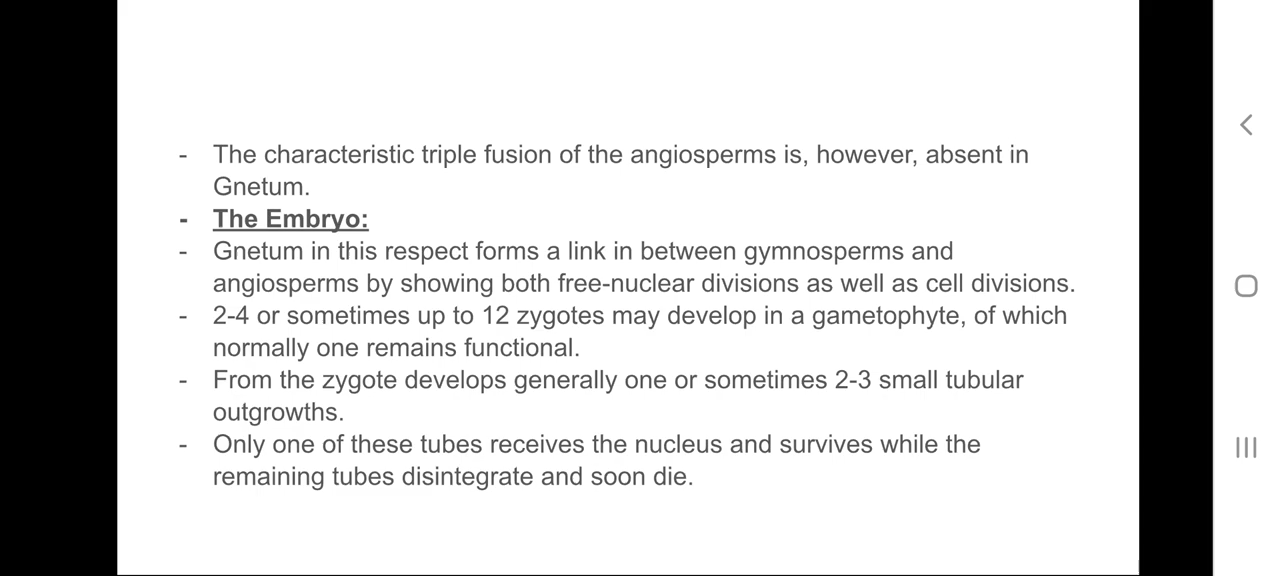 - The characteristic triple fusion of the angiosperms is, however, absent in
Gnetum.
- The Embryo:
- Gnetum in this respect forms a link in between gymnosperms and
angiosperms by showing both free-nuclear divisions as well as cell divisions.
- 2-4 or sometimes up to 12 zygotes may develop in a gametophyte, of which
normally one remains functional.
- From the zygote develops generally one or sometimes 2-3 small tubular
outgrowths.
- Only one of these tubes receives the nucleus and survives while the
remaining tubes disintegrate and soon die.